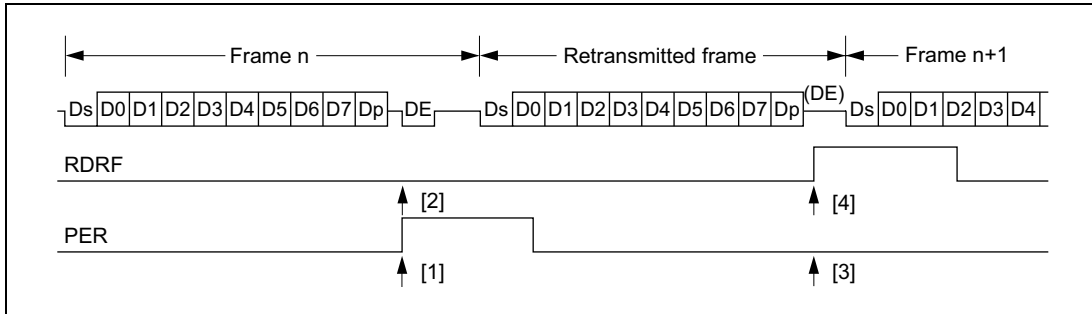 Frame n Retransmitted frame Frame n+1
Ds D0 D1 D2 D3 D4 D5 D6 D7 Dp DE Ds D0 D1 D2 D3 D4 D5 D6 D7 Dp (DE) Ds D0 D1 D2 D3 D4
RDRF
[2] [4]
PER
[1] [3]